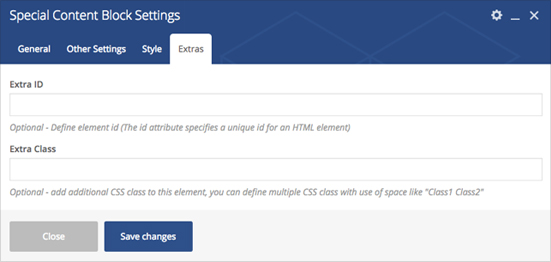 Special Content Block Settings
General Other Settings Style Extras
Extra ID
Optional - Define element id (The id attribute specifies a unique id for an HTML element)
Extra Class
Optional - add additional CSS class to this element, you can define multiple CSS class with use of space like "Class1 Class2"
Close Save changes